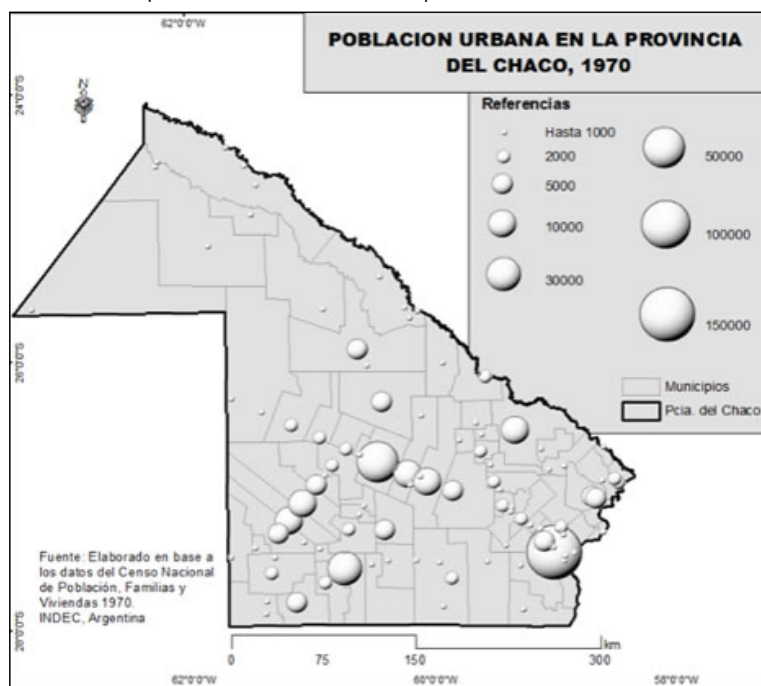 62°0'0"W
POBLACION URBANA EN LA PROVINCIA
DEL CHACO, 1970
24°0'0"S
Referencias
Hasta 1000
2000
5000
10000
30000
50000
100000
150000
Municipios
Pcia. del Chaco
26°0'0"S
Fuente: Elaborado en base a
los datos del Censo Nacional
de Población, Familias y
Viviendas 1970.
INDEC, Argentina
28°0'0"S
km
0 75 150 300
62°0'0"W 60°0'0"W 58°0'0"W